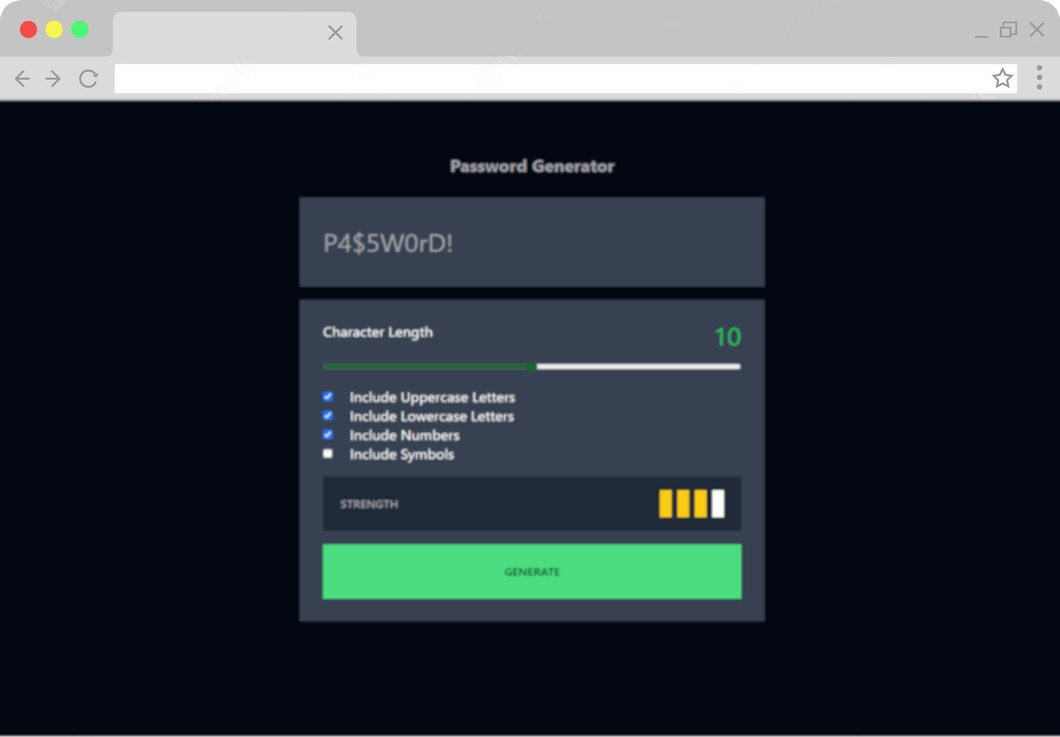 Password Generator
P4$5W0rD!
Character Length
10
Include Uppercase Letters
Include Lowercase Letters
Include Numbers
Include Symbols
STRENGTH
GENERATE